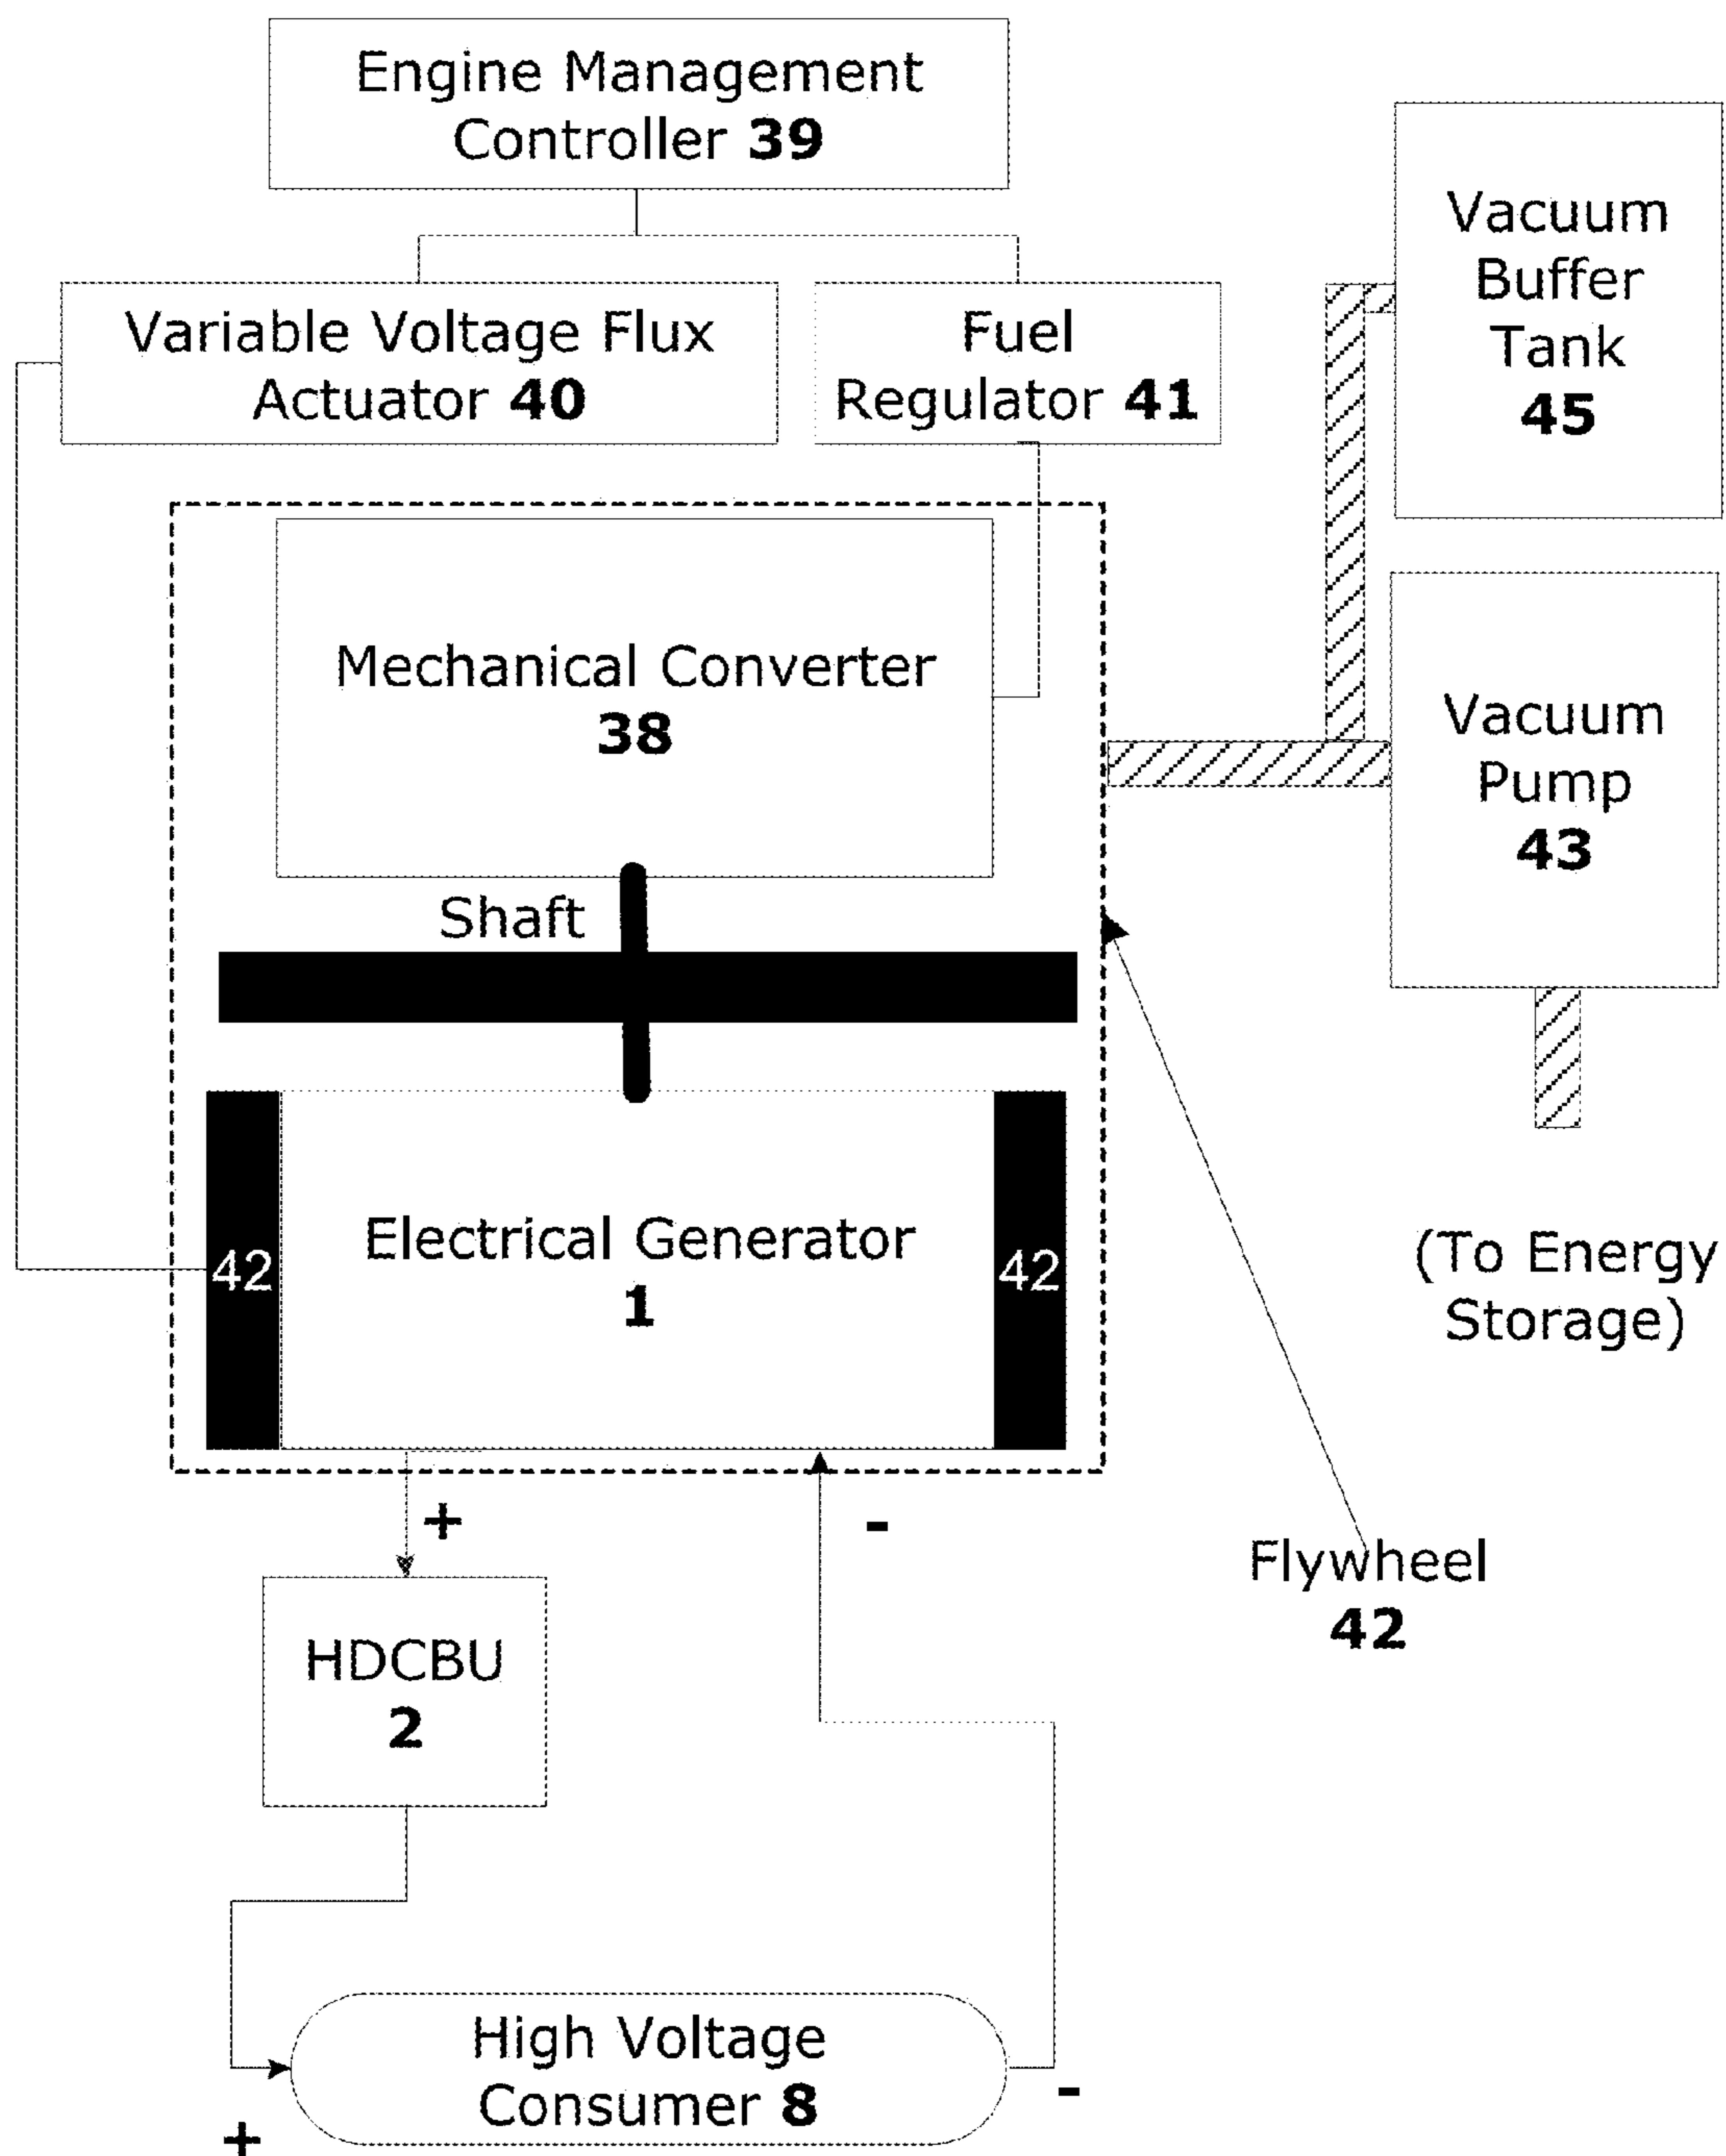 Engine Management
Controller 39
Variable Voltage Flux
Actuator 40
Fuel
Regulator 41
Vacuum
Buffer
Tank
45
Mechanical Converter
38
Vacuum
Pump
43
Shaft
42
Electrical Generator
1
42
(To Energy
Storage)
+
-
Flywheel
42
HDCBU
2
High Voltage
Consumer 8
-
+